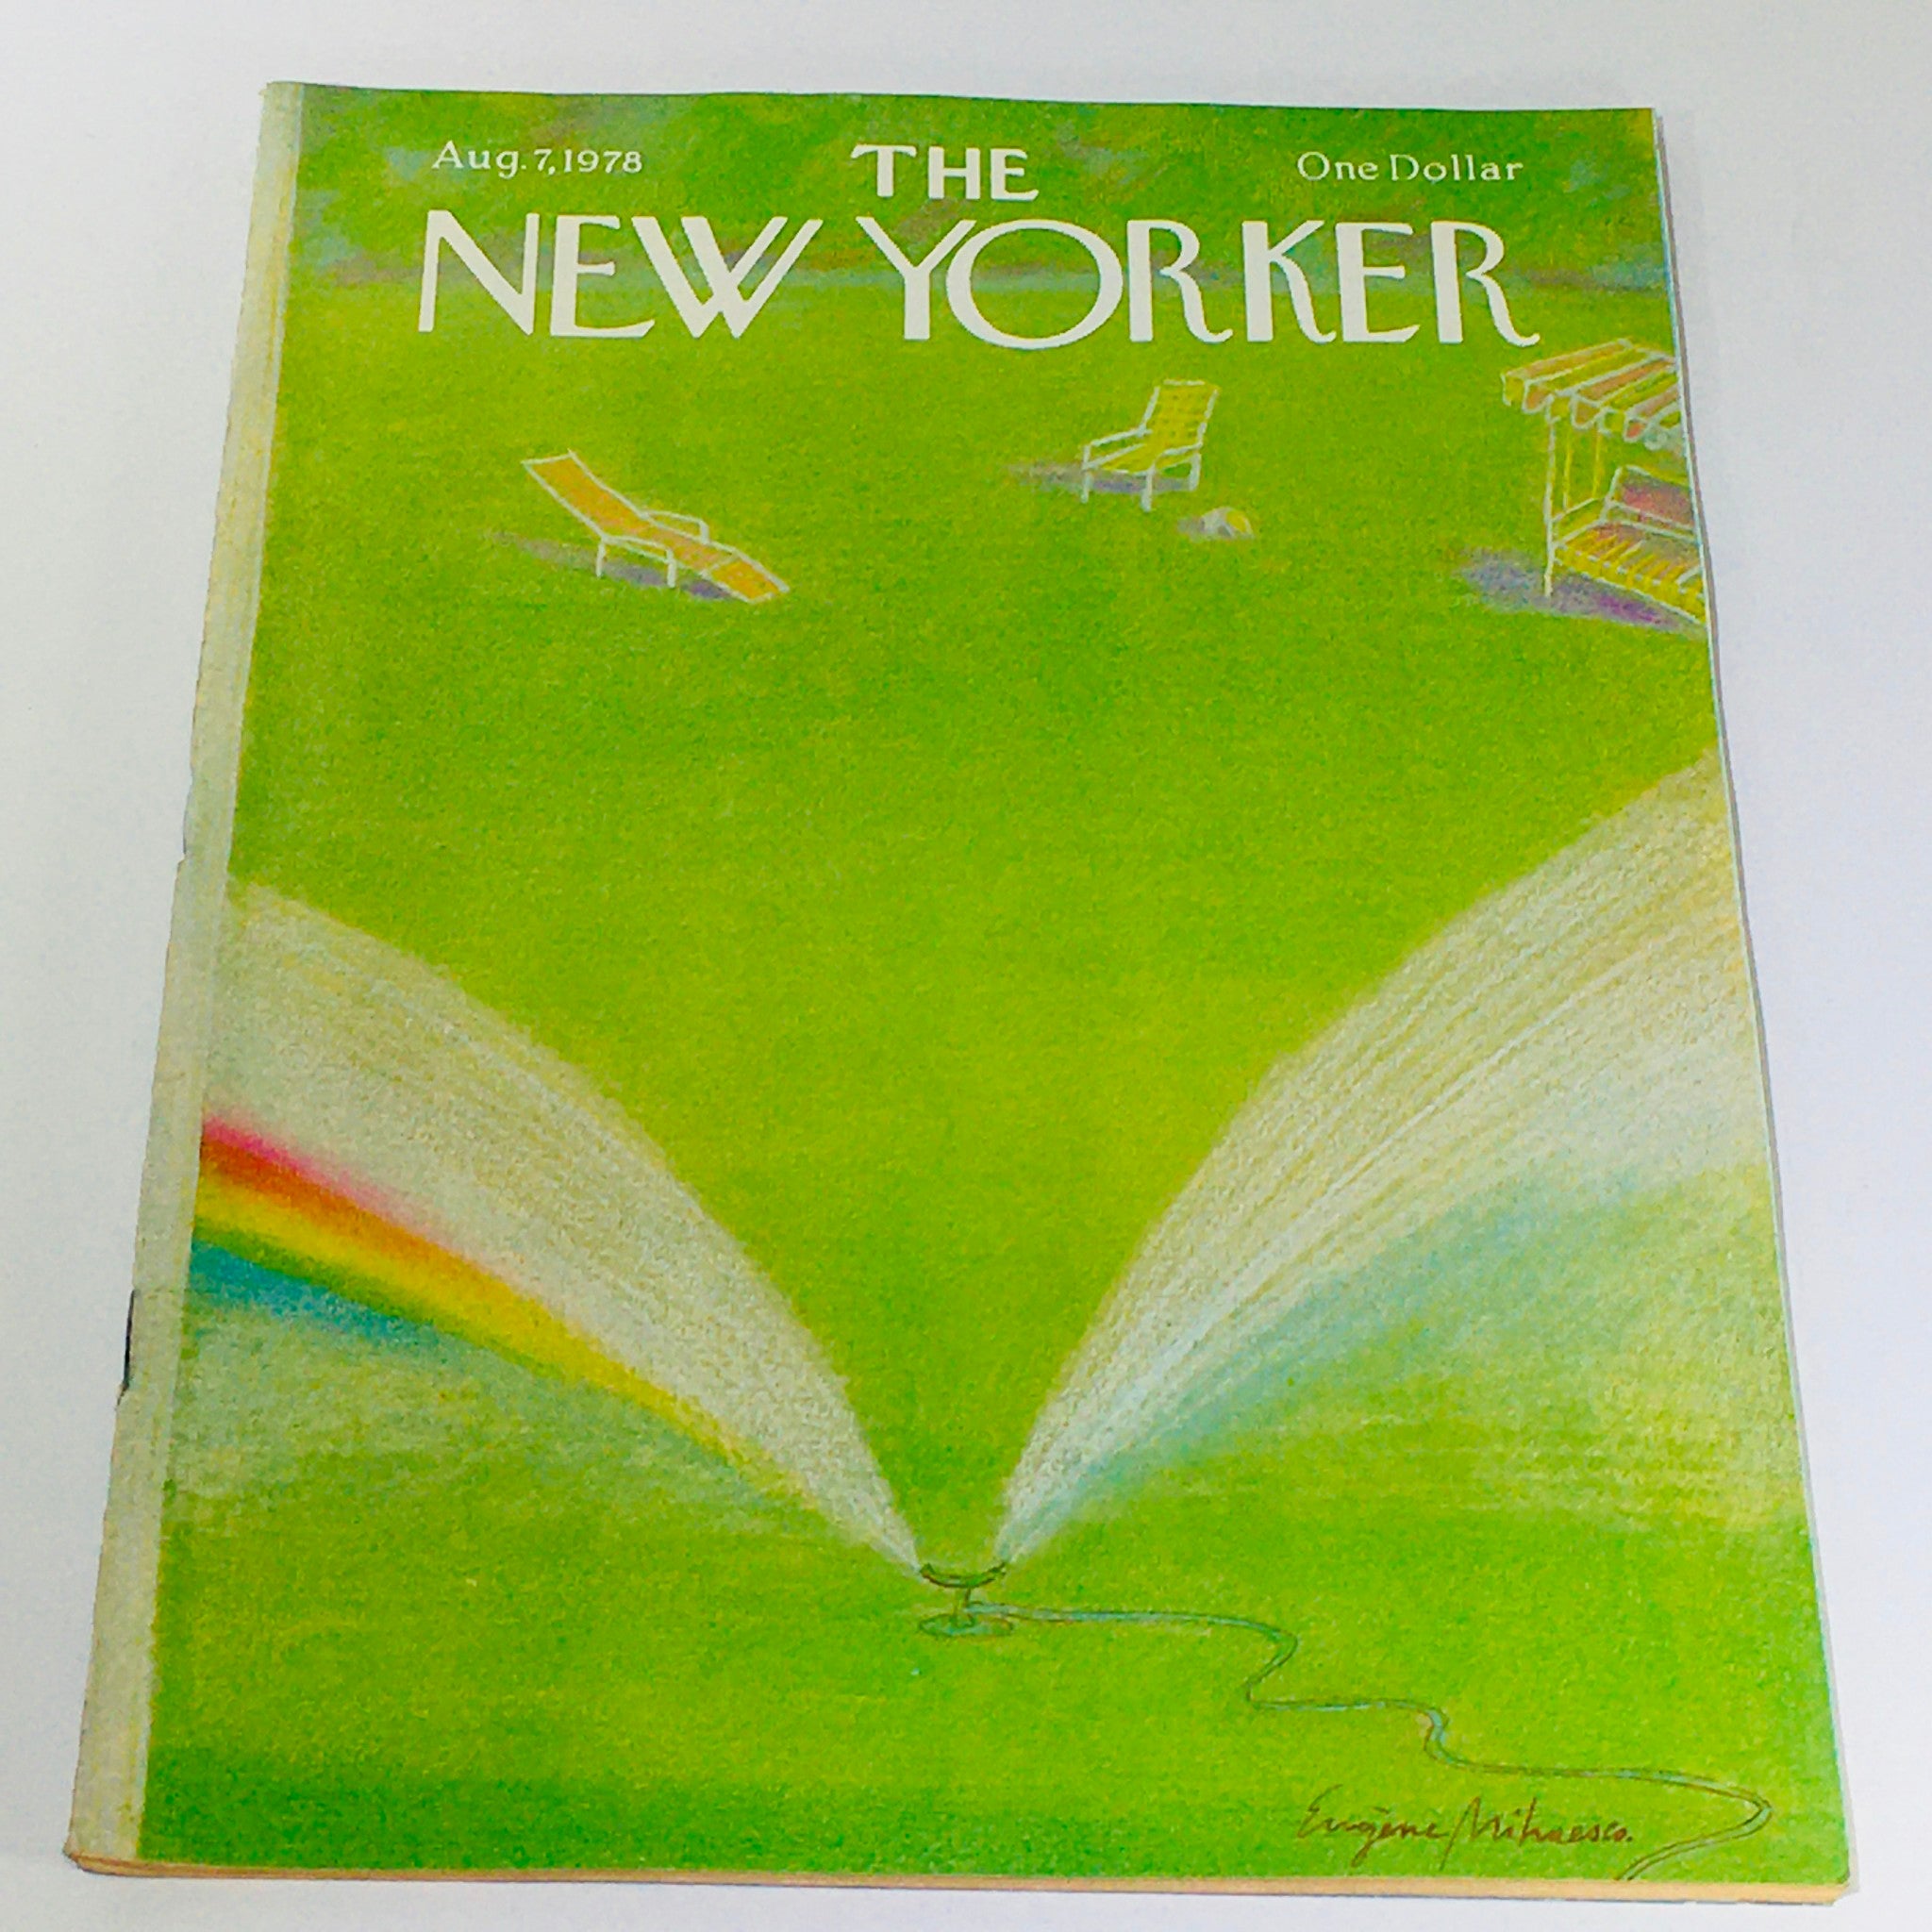 Aug. 7, 1978
THE
One Dollar
NEW YORKER
Eugène Mihaesco.